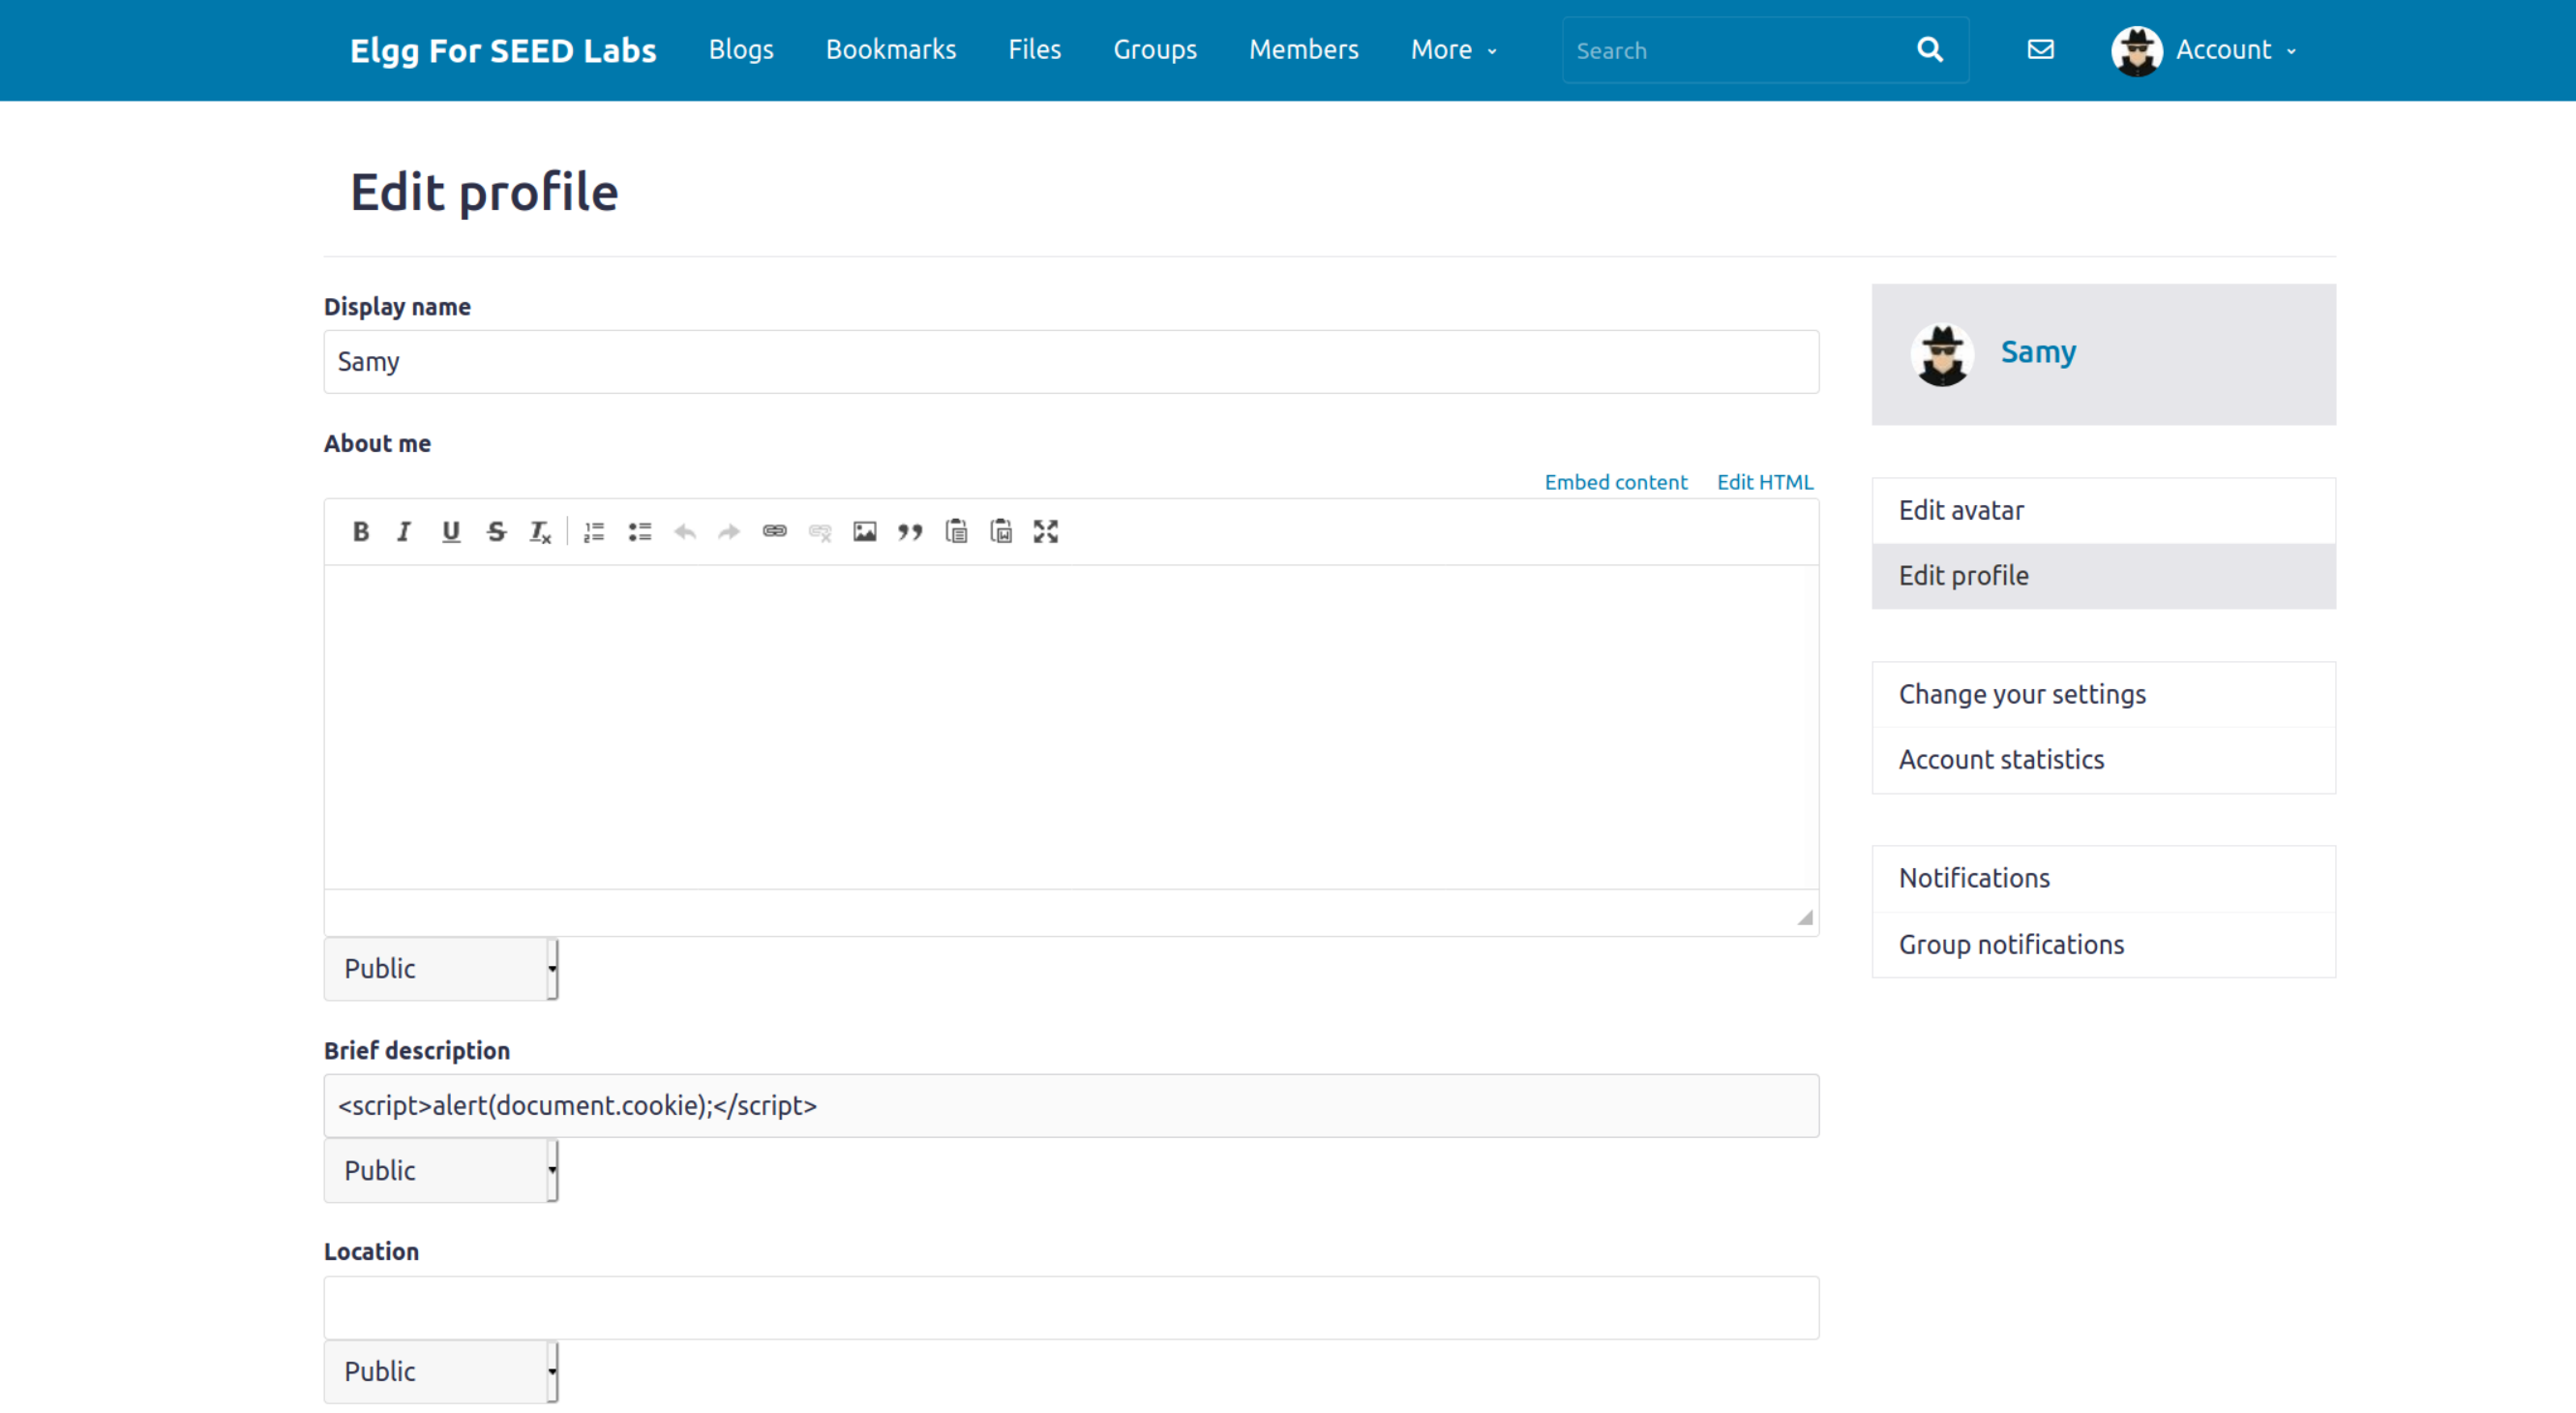 Elgg For SEED Labs Blogs Bookmarks Files Groups Members More Search Account
Edit profile
Display name
Samy
About me
Embed content Edit HTML
Public
Brief description
<script>alert(document.cookie);</script>
Public
Location
Public
Samy
Edit avatar
Edit profile
Change your settings
Account statistics
Notifications
Group notifications